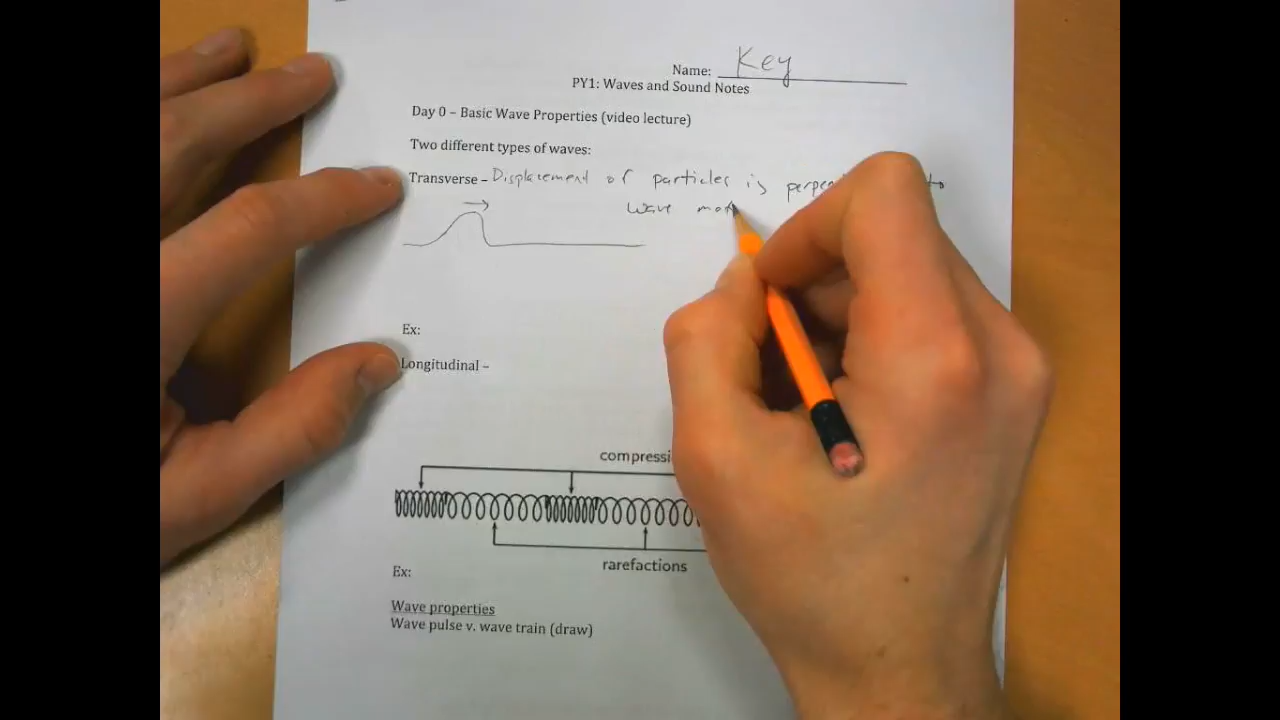 Name: Key
PY1: Waves and Sound Notes
Day 0 – Basic Wave Properties (video lecture)
Two different types of waves:
Transverse – Displacement of particles is to
wave
Ex:
Longitudinal –
rarefactions
Ex:
Wave properties
Wave pulse v. wave train (draw)